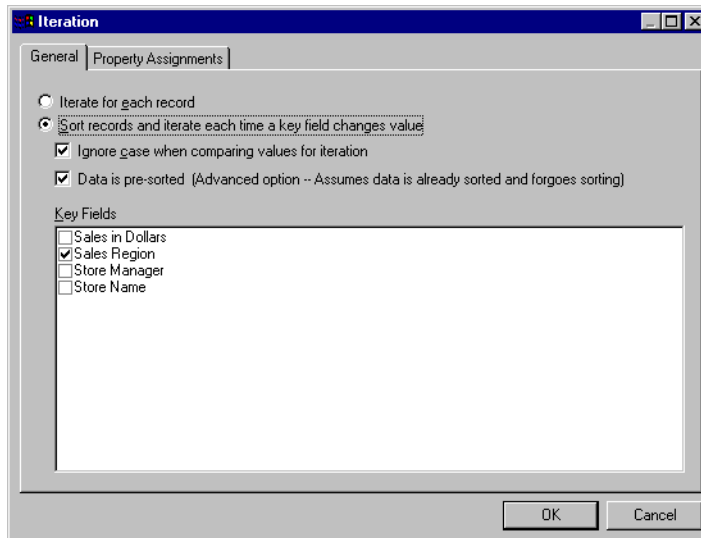 Iteration
General
Property Assignments
Iterate for each record
Sort records and iterate each time a key field changes value
Ignore case when comparing values for iteration
Data is pre-sorted (Advanced option -- Assumes data is already sorted and forgoes sorting)
Key Fields
Sales in Dollars
Sales Region
Store Manager
Store Name
OK
Cancel